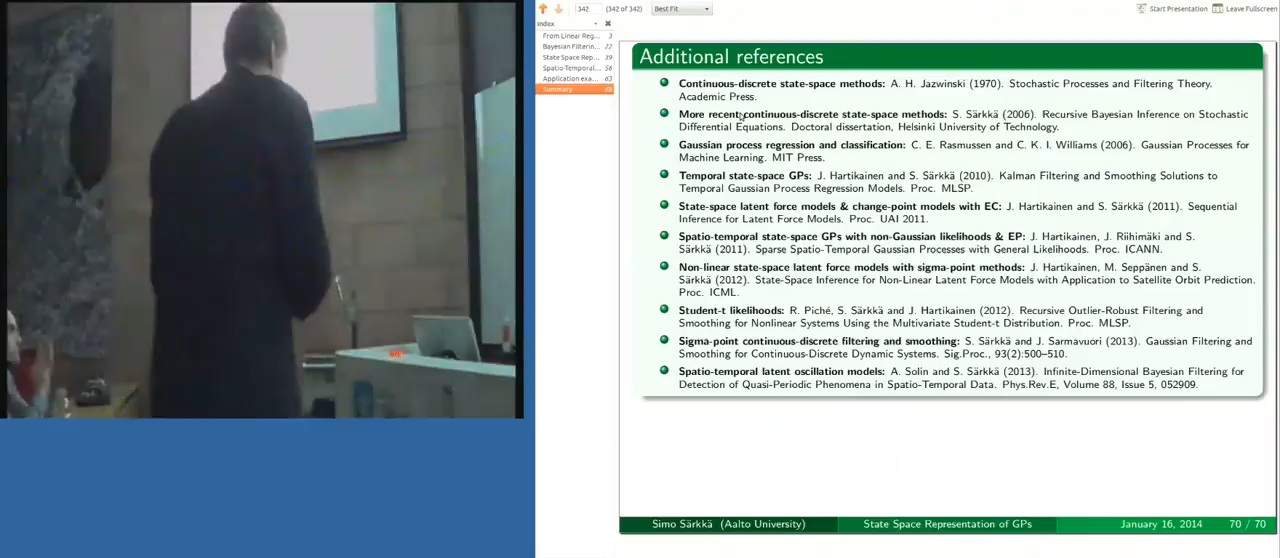 342 (342 of 342) Best Fit Start Presentation Leave Fullscreen
Index
From Linear Reg... 3
Bayesian Filterin... 22
State Space Rep... 39
Spatio-Temporal... 56
Application exa... 63
Summary 68
Additional references
Continuous-discrete state-space methods: A. H. Jazwinski (1970). Stochastic Processes and Filtering Theory.
Academic Press.
More recent continuous-discrete state-space methods: S. Särkkä (2006). Recursive Bayesian Inference on Stochastic
Differential Equations. Doctoral dissertation, Helsinki University of Technology.
Gaussian process regression and classification: C. E. Rasmussen and C. K. I. Williams (2006). Gaussian Processes for
Machine Learning. MIT Press.
Temporal state-space GPs: J. Hartikainen and S. Särkkä (2010). Kalman Filtering and Smoothing Solutions to
Temporal Gaussian Process Regression Models. Proc. MLSP.
State-space latent force models & change-point models with EC: J. Hartikainen and S. Särkkä (2011). Sequential
Inference for Latent Force Models. Proc. UAI 2011.
Spatio-temporal state-space GPs with non-Gaussian likelihoods & EP: J. Hartikainen, J. Riihimäki and S.
Särkkä (2011). Sparse Spatio-Temporal Gaussian Processes with General Likelihoods. Proc. ICANN.
Non-linear state-space latent force models with sigma-point methods: J. Hartikainen, M. Seppänen and S.
Särkkä (2012). State-Space Inference for Non-Linear Latent Force Models with Application to Satellite Orbit Prediction.
Proc. ICML.
Student-t likelihoods: R. Piché, S. Särkkä and J. Hartikainen (2012). Recursive Outlier-Robust Filtering and
Smoothing for Nonlinear Systems Using the Multivariate Student-t Distribution. Proc. MLSP.
Sigma-point continuous-discrete filtering and smoothing: S. Särkkä and J. Sarmavuori (2013). Gaussian Filtering and
Smoothing for Continuous-Discrete Dynamic Systems. Sig.Proc., 93(2):500–510.
Spatio-temporal latent oscillation models: A. Solin and S. Särkkä (2013). Infinite-Dimensional Bayesian Filtering for
Detection of Quasi-Periodic Phenomena in Spatio-Temporal Data. Phys.Rev.E, Volume 88, Issue 5, 052909.
Simo Särkkä (Aalto University) State Space Representation of GPs January 16, 2014 70 / 70